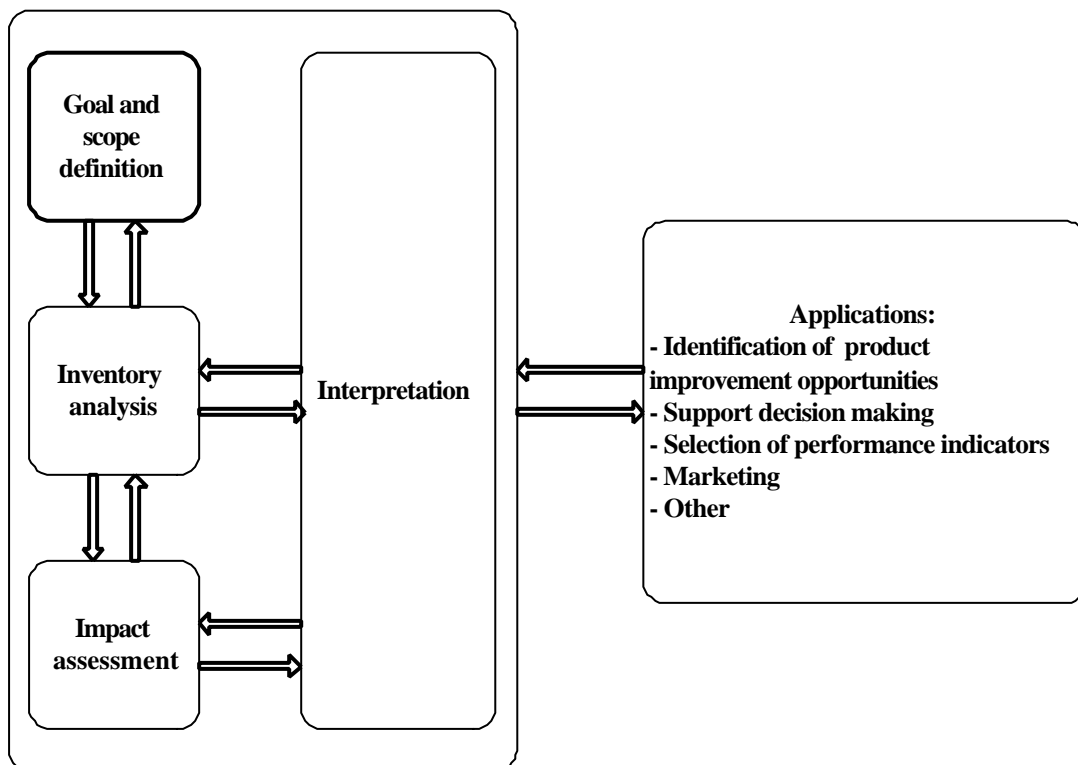 Goal and
scope
definition
Inventory
analysis
Impact
assessment
Interpretation
Applications:
- Identification of product
improvement opportunities
- Support decision making
- Selection of performance indicators
- Marketing
- Other